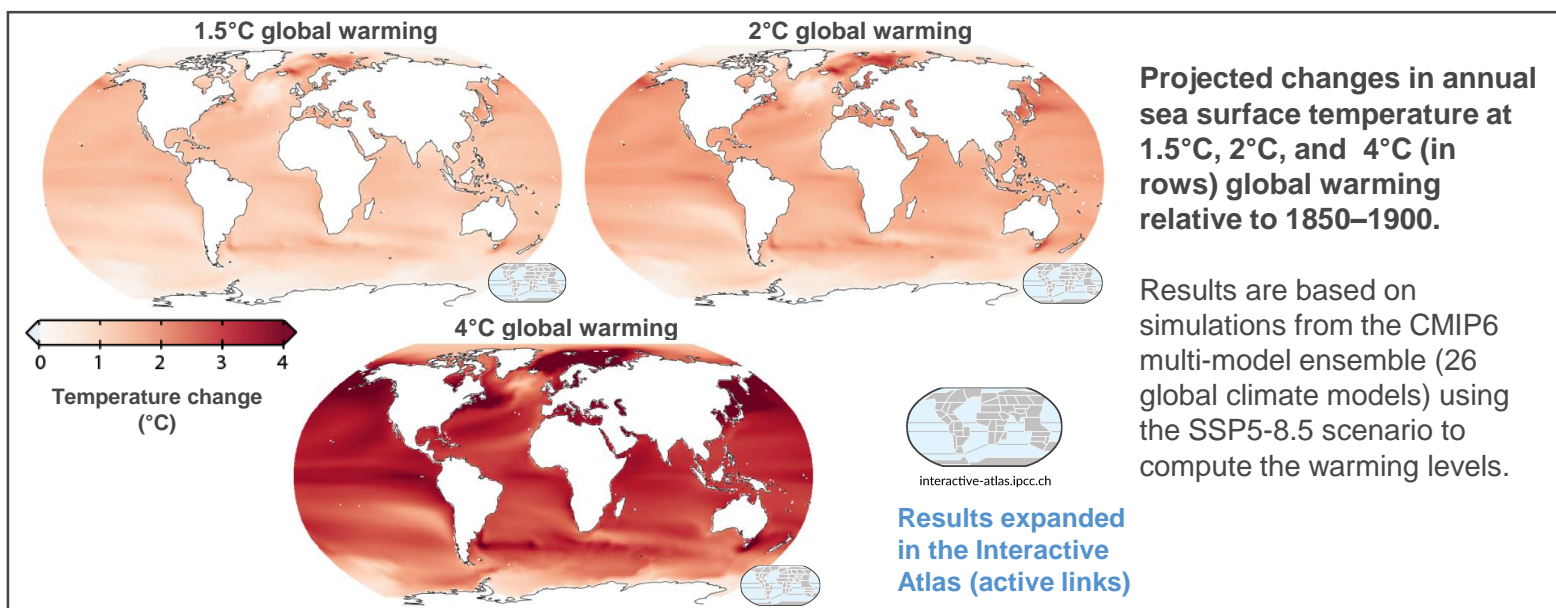 1.5°C global warming
2°C global warming
Projected changes in annual
sea surface temperature at
1.5°C, 2°C, and  4°C (in
rows) global warming
relative to 1850–1900.
Results are based on
simulations from the CMIP6
multi-model ensemble (26
global climate models) using
the SSP5-8.5 scenario to
compute the warming levels.
4°C global warming
0 1 2 3 4
Temperature change
(°C)
interactive-atlas.ipcc.ch
Results expanded
in the Interactive
Atlas (active links)